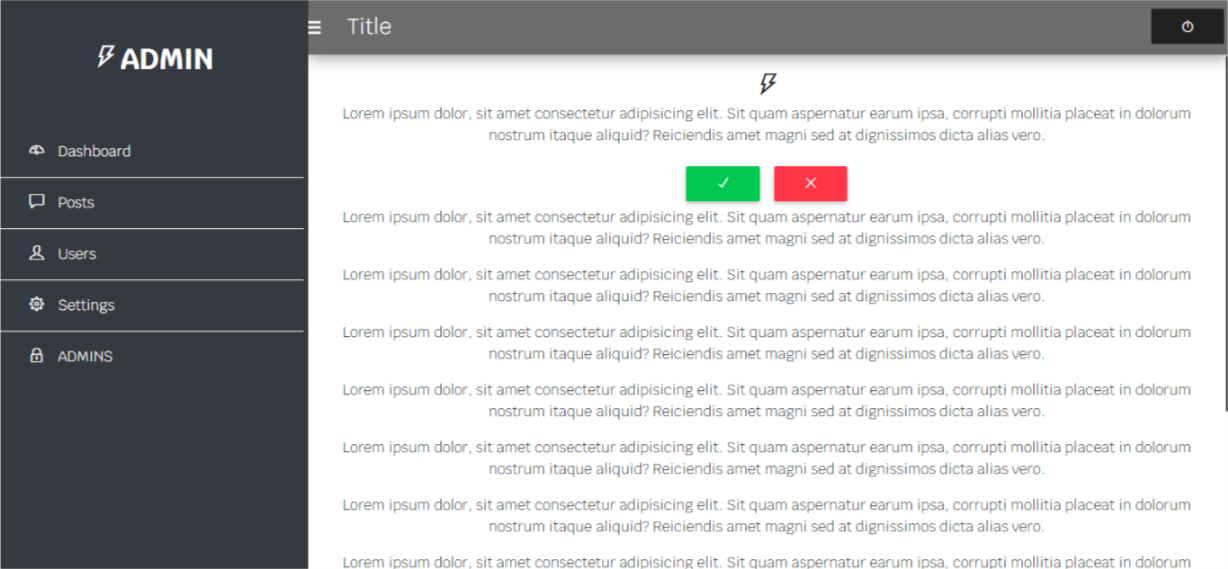 ADMIN
Title
Dashboard
Posts
Users
Settings
ADMINS
Lorem ipsum dolor, sit amet consectetur adipisicing elit. Sit quam aspernatur earum ipsa, corrupti mollitia placeat in dolorum
nostrum itaque aliquid? Reiciendis amet magni sed at dignissimos dicta alias vero.
Lorem ipsum dolor, sit amet consectetur adipisicing elit. Sit quam aspernatur earum ipsa, corrupti mollitia placeat in dolorum
nostrum itaque aliquid? Reiciendis amet magni sed at dignissimos dicta alias vero.
Lorem ipsum dolor, sit amet consectetur adipisicing elit. Sit quam aspernatur earum ipsa, corrupti mollitia placeat in dolorum
nostrum itaque aliquid? Reiciendis amet magni sed at dignissimos dicta alias vero.
Lorem ipsum dolor, sit amet consectetur adipisicing elit. Sit quam aspernatur earum ipsa, corrupti mollitia placeat in dolorum
nostrum itaque aliquid? Reiciendis amet magni sed at dignissimos dicta alias vero.
Lorem ipsum dolor, sit amet consectetur adipisicing elit. Sit quam aspernatur earum ipsa, corrupti mollitia placeat in dolorum
nostrum itaque aliquid? Reiciendis amet magni sed at dignissimos dicta alias vero.
Lorem ipsum dolor, sit amet consectetur adipisicing elit. Sit quam aspernatur earum ipsa, corrupti mollitia placeat in dolorum
nostrum itaque aliquid? Reiciendis amet magni sed at dignissimos dicta alias vero.
Lorem ipsum dolor, sit amet consectetur adipisicing elit. Sit quam aspernatur earum ipsa, corrupti mollitia placeat in dolorum
nostrum itaque aliquid? Reiciendis amet magni sed at dignissimos dicta alias vero.
Lorem ipsum dolor, sit amet consectetur adipisicing elit. Sit quam aspernatur earum ipsa, corrupti mollitia placeat in dolorum